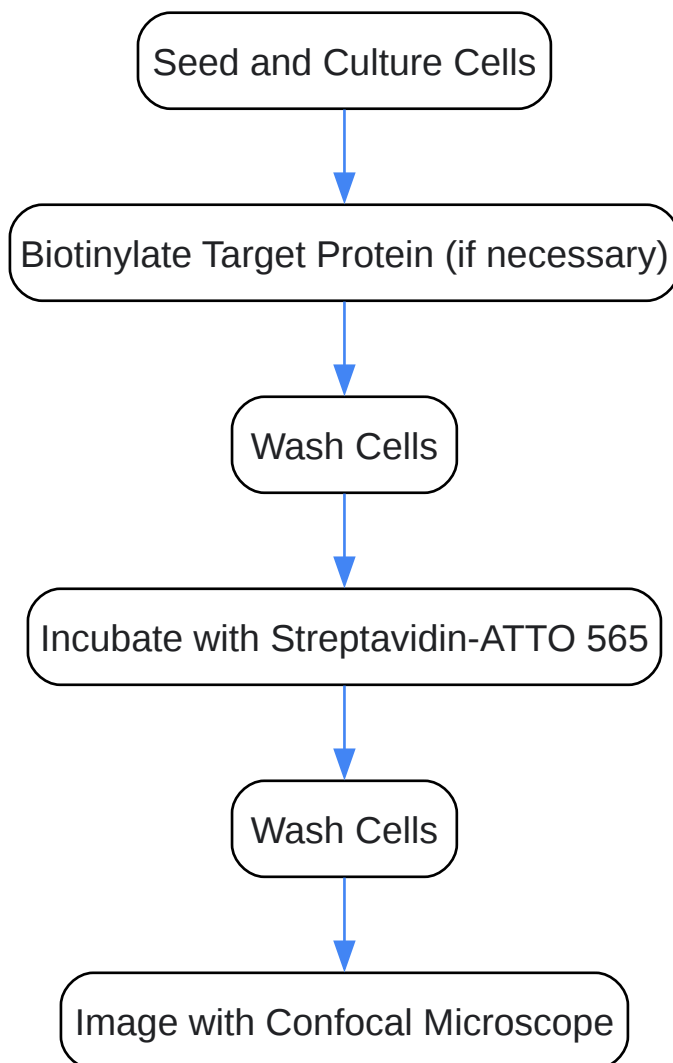 Seed and Culture Cells
Biotinylate Target Protein (if necessary)
Wash Cells
Incubate with Streptavidin-ATTO 565
Wash Cells
Image with Confocal Microscope